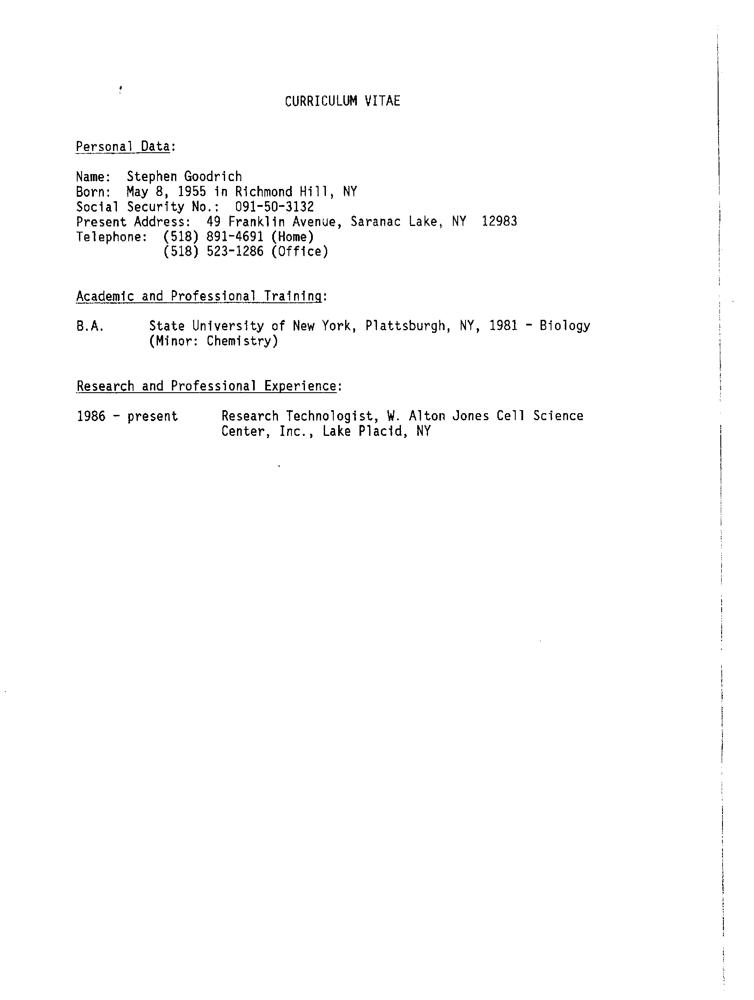 CURRICULUM VITAE
Personal Data:
Name: Stephen Goodrich
Born: May 8, 1955 in Richmond Hill, NY
Social Security No.: 091-50-3132
Present Address: 49 Franklin Avenue, Saranac Lake, NY 12983
Telephone: (518) 891-4691 (Home)
(518) 523-1286 (Office)
Academic and Professional Training:
B.A. State University of New York, Plattsburgh, NY, 1981 - Biology
(Minor: Chemistry)
Research and Professional Experience:
1986 - present Research Technologist, W. Alton Jones Cell Science
Center, Inc., Lake Placid, NY